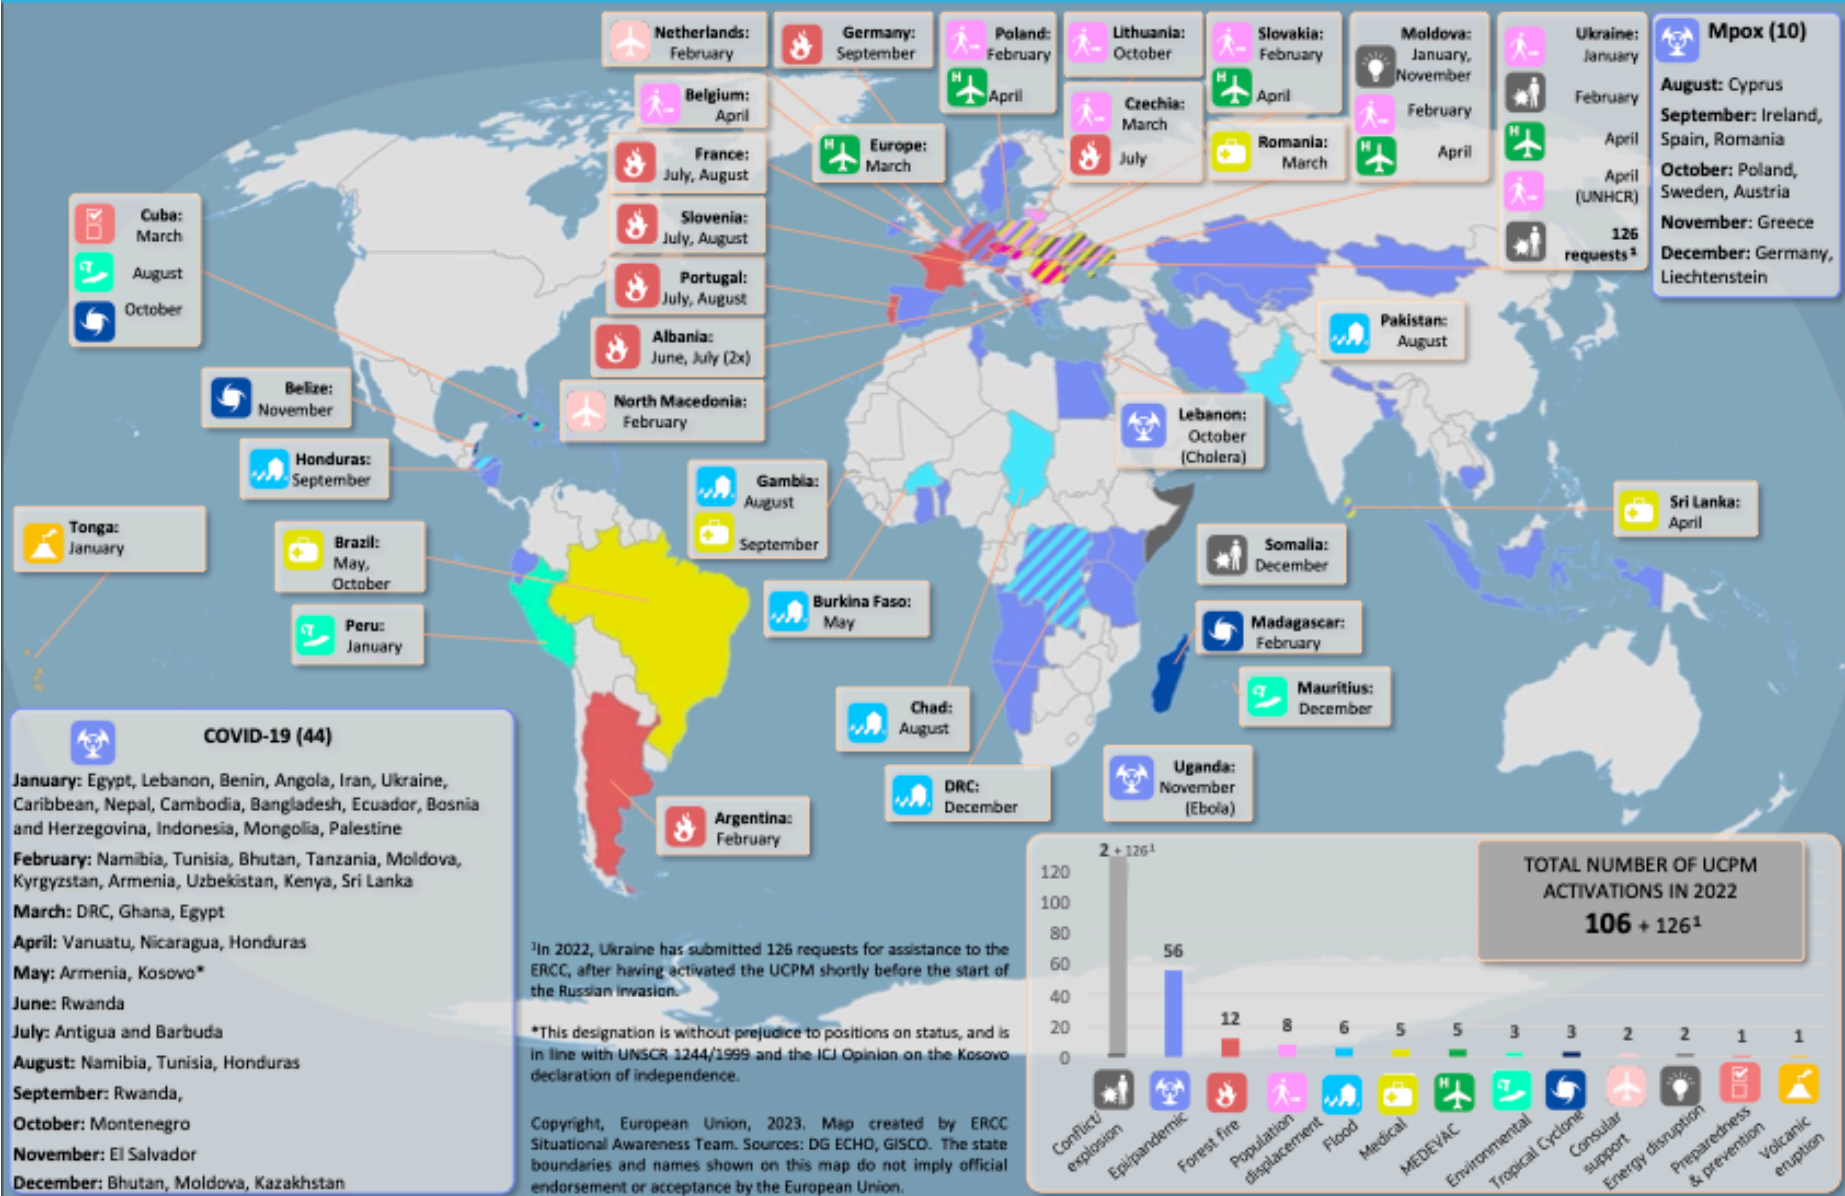 Netherlands:
February
Germany:
September
Poland:
February
April
Lithuania:
October
Slovakia:
February
April
Moldova:
January,
November
February
April
Ukraine:
January
February
April
April
(UNHCR)
126
requests¹
Mpox (10)
August: Cyprus
September: Ireland,
Spain, Romania
October: Poland,
Sweden, Austria
November: Greece
December: Germany,
Liechtenstein
Belgium:
April
Europe:
March
Czechia:
March
July
Romania:
March
France:
July, August
Slovenia:
July, August
Portugal:
July, August
Albania:
June, July (2x)
North Macedonia:
February
Cuba:
March
August
October
Belize:
November
Honduras:
September
Tonga:
January
Brazil:
May,
October
Peru:
January
Gambia:
August
September
Burkina Faso:
May
Chad:
August
DRC:
December
Argentina:
February
Pakistan:
August
Lebanon:
October
(Cholera)
Sri Lanka:
April
Somalia:
December
Madagascar:
February
Mauritius:
December
Uganda:
November
(Ebola)
COVID-19 (44)
January: Egypt, Lebanon, Benin, Angola, Iran, Ukraine,
Caribbean, Nepal, Cambodia, Bangladesh, Ecuador, Bosnia
and Herzegovina, Indonesia, Mongolia, Palestine
February: Namibia, Tunisia, Bhutan, Tanzania, Moldova,
Kyrgyzstan, Armenia, Uzbekistan, Kenya, Sri Lanka
March: DRC, Ghana, Egypt
April: Vanuatu, Nicaragua, Honduras
May: Armenia, Kosovo*
June: Rwanda
July: Antigua and Barbuda
August: Namibia, Tunisia, Honduras
September: Rwanda,
October: Montenegro
November: El Salvador
December: Bhutan, Moldova, Kazakhstan
¹In 2022, Ukraine has submitted 126 requests for assistance to the
ERCC, after having activated the UCPM shortly before the start of
the Russian invasion.
*This designation is without prejudice to positions on status, and is
in line with UNSCR 1244/1999 and the ICJ Opinion on the Kosovo
declaration of independence.
Copyright, European Union, 2023. Map created by ERCC
Situational Awareness Team. Sources: DG ECHO, GISCO. The state
boundaries and names shown on this map do not imply official
endorsement or acceptance by the European Union.
TOTAL NUMBER OF UCPM
ACTIVATIONS IN 2022
106 + 126¹
120
100
80
60
40
20
0
2 + 126¹
56
12
8
6
5
5
3
3
2
2
1
1
Conflict/
explosion
Epi/pandemic
Forest fire
Population
displacement
Flood
Medical
MEDEVAC
Environmental
Tropical Cyclone
Consular
support
Energy disruption
Preparedness
& prevention
Volcanic
eruption